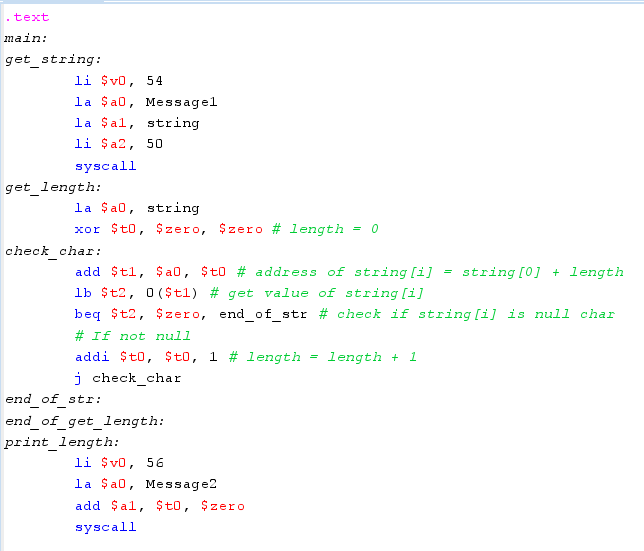 .text
main:
get_string:
li $v0, 54
la $a0, Message1
la $a1, string
li $a2, 50
syscall
get_length:
la $a0, string
xor $t0, $zero, $zero # length = 0
check_char:
add $t1, $a0, $t0 # address of string[i] = string[0] + length
lb $t2, 0($t1) # get value of string[i]
beq $t2, $zero, end_of_str # check if string[i] is null char
# If not null
addi $t0, $t0, 1 # length = length + 1
j check_char
end_of_str:
end_of_get_length:
print_length:
li $v0, 56
la $a0, Message2
add $a1, $t0, $zero
syscall